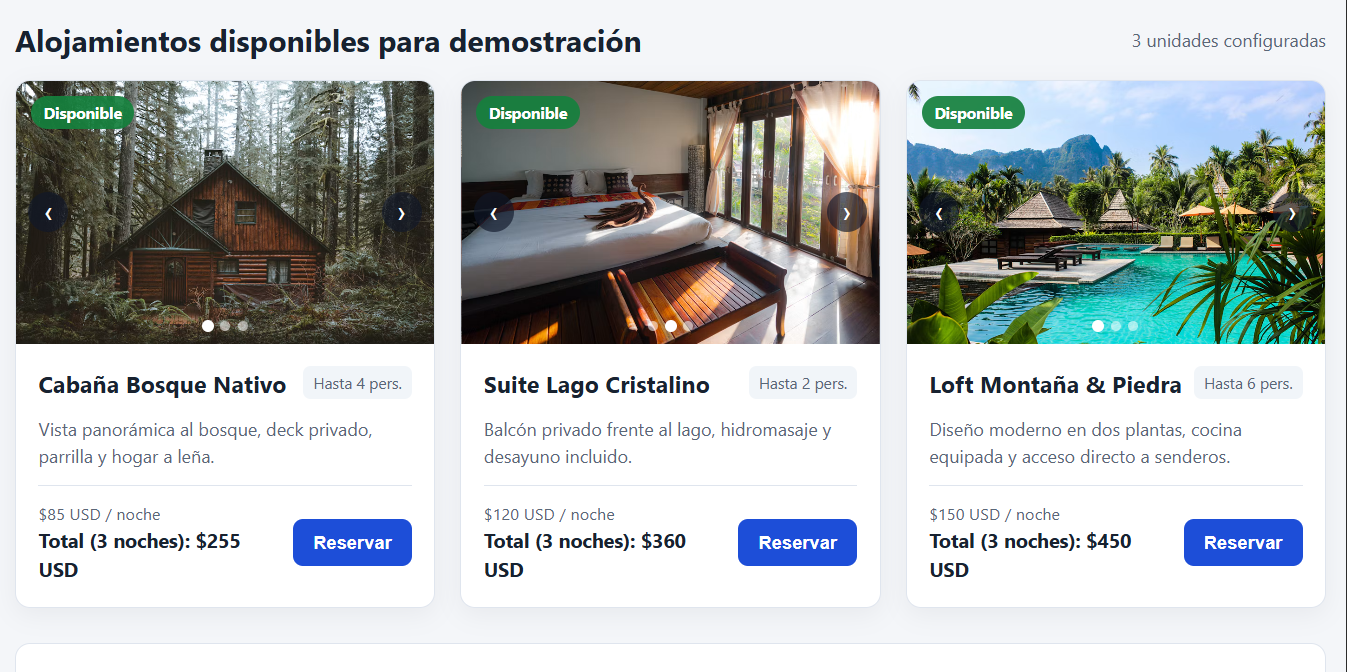 Alojamientos disponibles para demostración
3 unidades configuradas
Disponible
Cabaña Bosque Nativo
Hasta 4 pers.
Vista panorámica al bosque, deck privado,
parrilla y hogar a leña.
$85 USD / noche
Total (3 noches): $255
USD
Reservar
Disponible
Suite Lago Cristalino
Hasta 2 pers.
Balcón privado frente al lago, hidromasaje y
desayuno incluido.
$120 USD / noche
Total (3 noches): $360
USD
Reservar
Disponible
Loft Montaña & Piedra
Hasta 6 pers.
Diseño moderno en dos plantas, cocina
equipada y acceso directo a senderos.
$150 USD / noche
Total (3 noches): $450
USD
Reservar